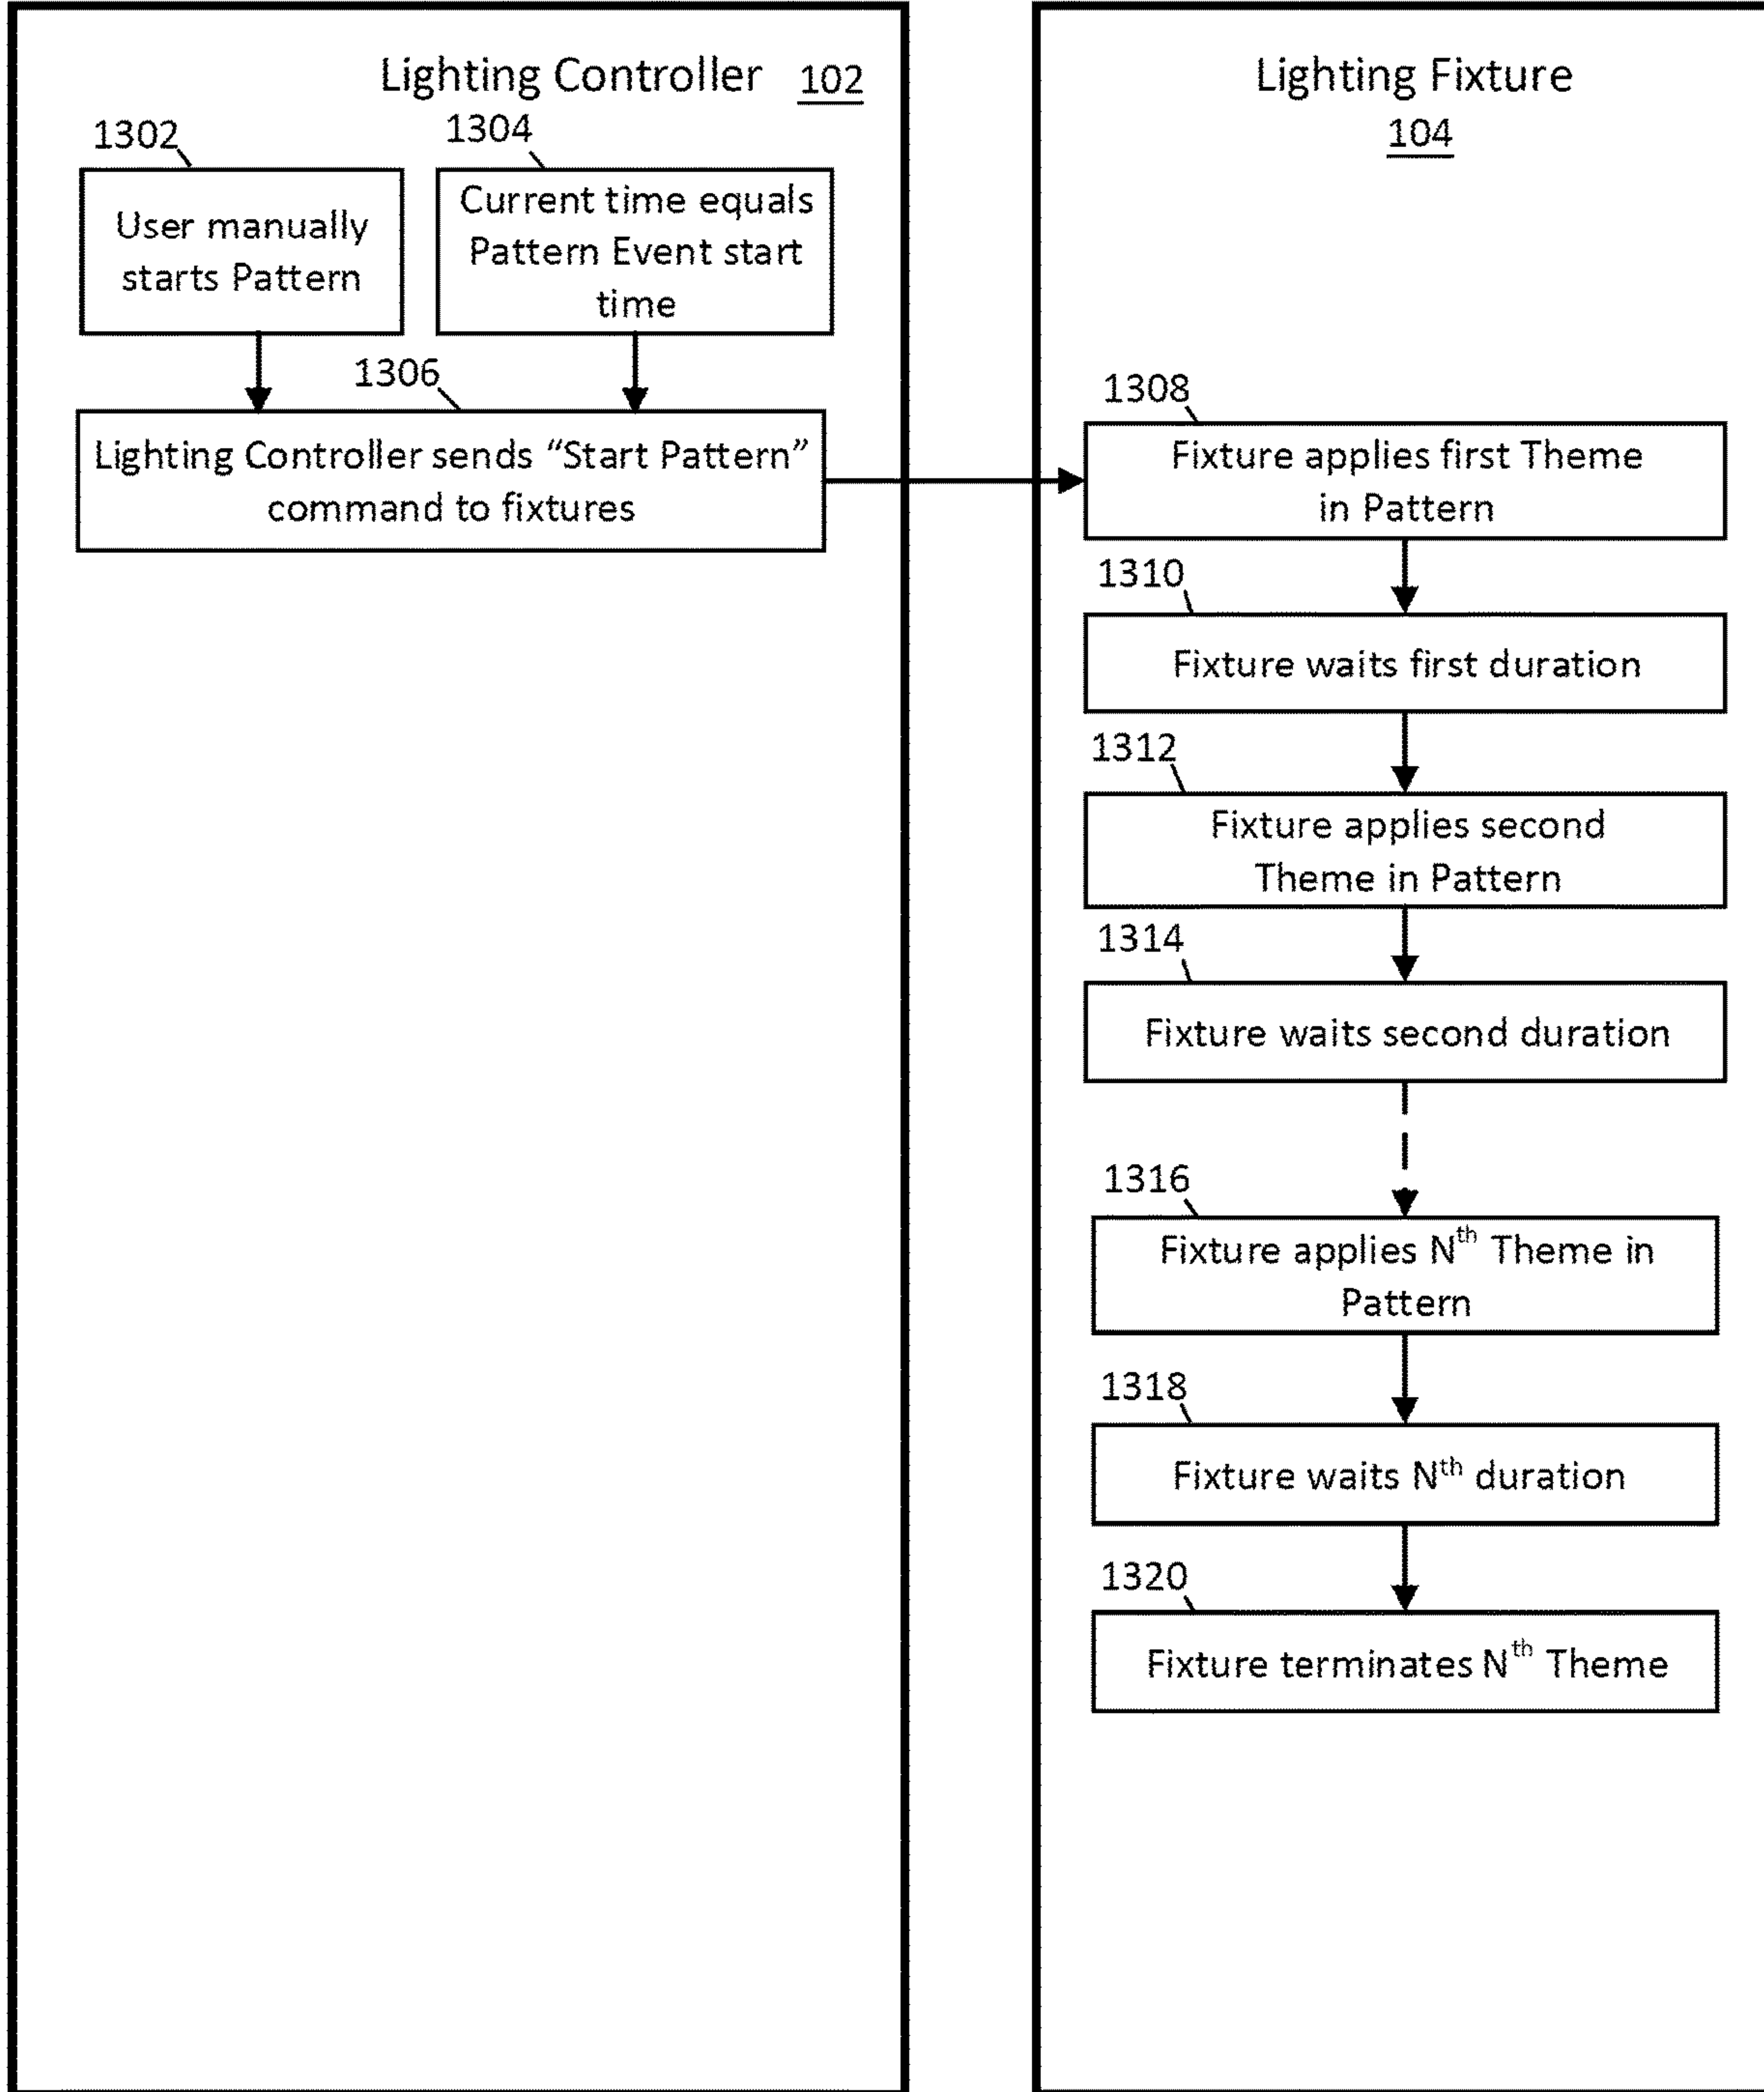 Lighting Controller 102
1302
1304
User manually
starts Pattern
Current time equals
Pattern Event start
time
1306
Lighting Controller sends “Start Pattern”
command to fixtures
Lighting Fixture
104
1308
Fixture applies first Theme
in Pattern
1310
Fixture waits first duration
1312
Fixture applies second
Theme in Pattern
1314
Fixture waits second duration
1316
Fixture applies Nth Theme in
Pattern
1318
Fixture waits Nth duration
1320
Fixture terminates Nth Theme